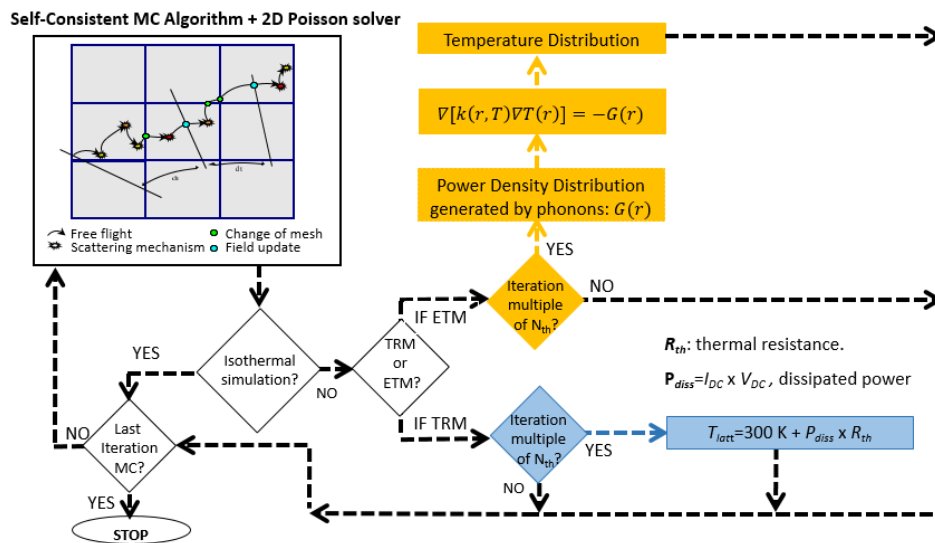 Self-Consistent MC Algorithm + 2D Poisson solver
dt
dt
Free flight
Scattering mechanism
Change of mesh
Field update
Temperature Distribution
∇[k(r,T)∇T(r)] = −G(r)
Power Density Distribution
generated by phonons: G(r)
YES
Iteration
multiple
of Nth?
NO
IF ETM
TRM
or
ETM?
Isothermal
simulation?
NO
YES
Rth: thermal resistance.
Pdiss=IDC x VDC , dissipated power
IF TRM
Iteration
multiple
of Nth?
YES
Tlatt=300 K + Pdiss x Rth
NO
NO
Last
Iteration
MC?
YES
STOP